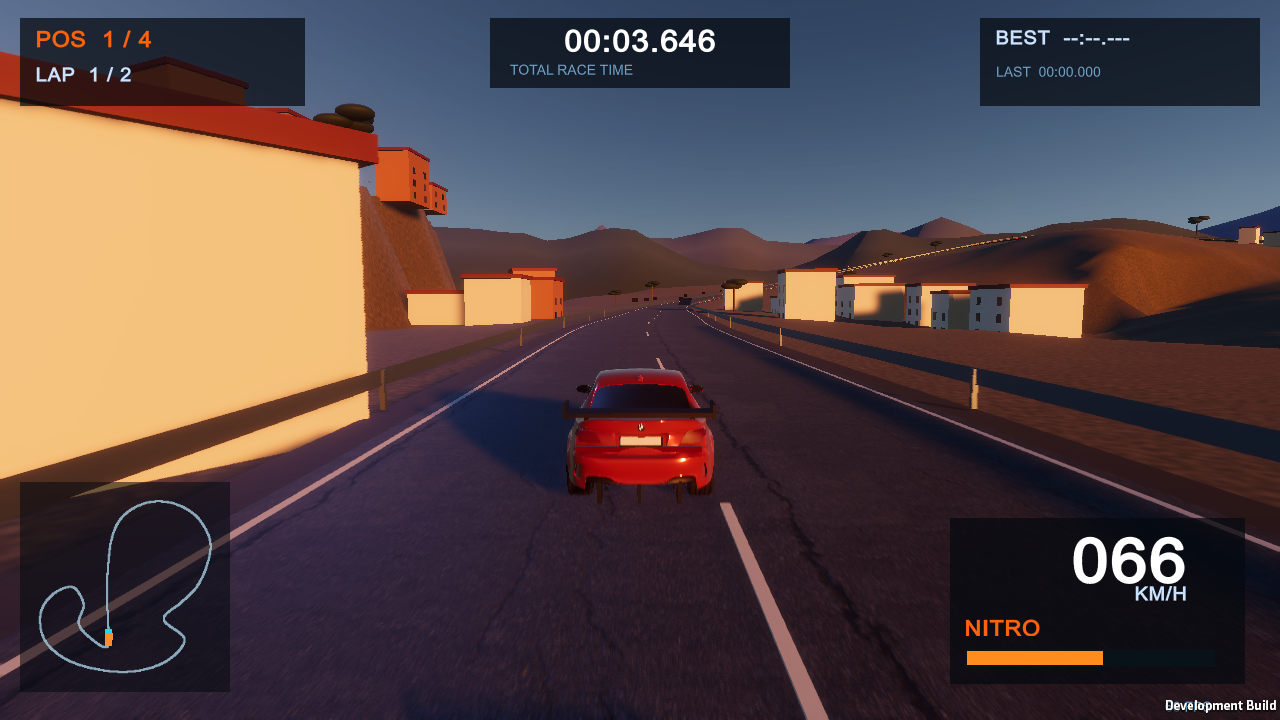 POS 1 / 4
LAP 1 / 2
00:03.646
TOTAL RACE TIME
BEST --:--.---
LAST 00:00.000
066
KM/H
NITRO
Development Build